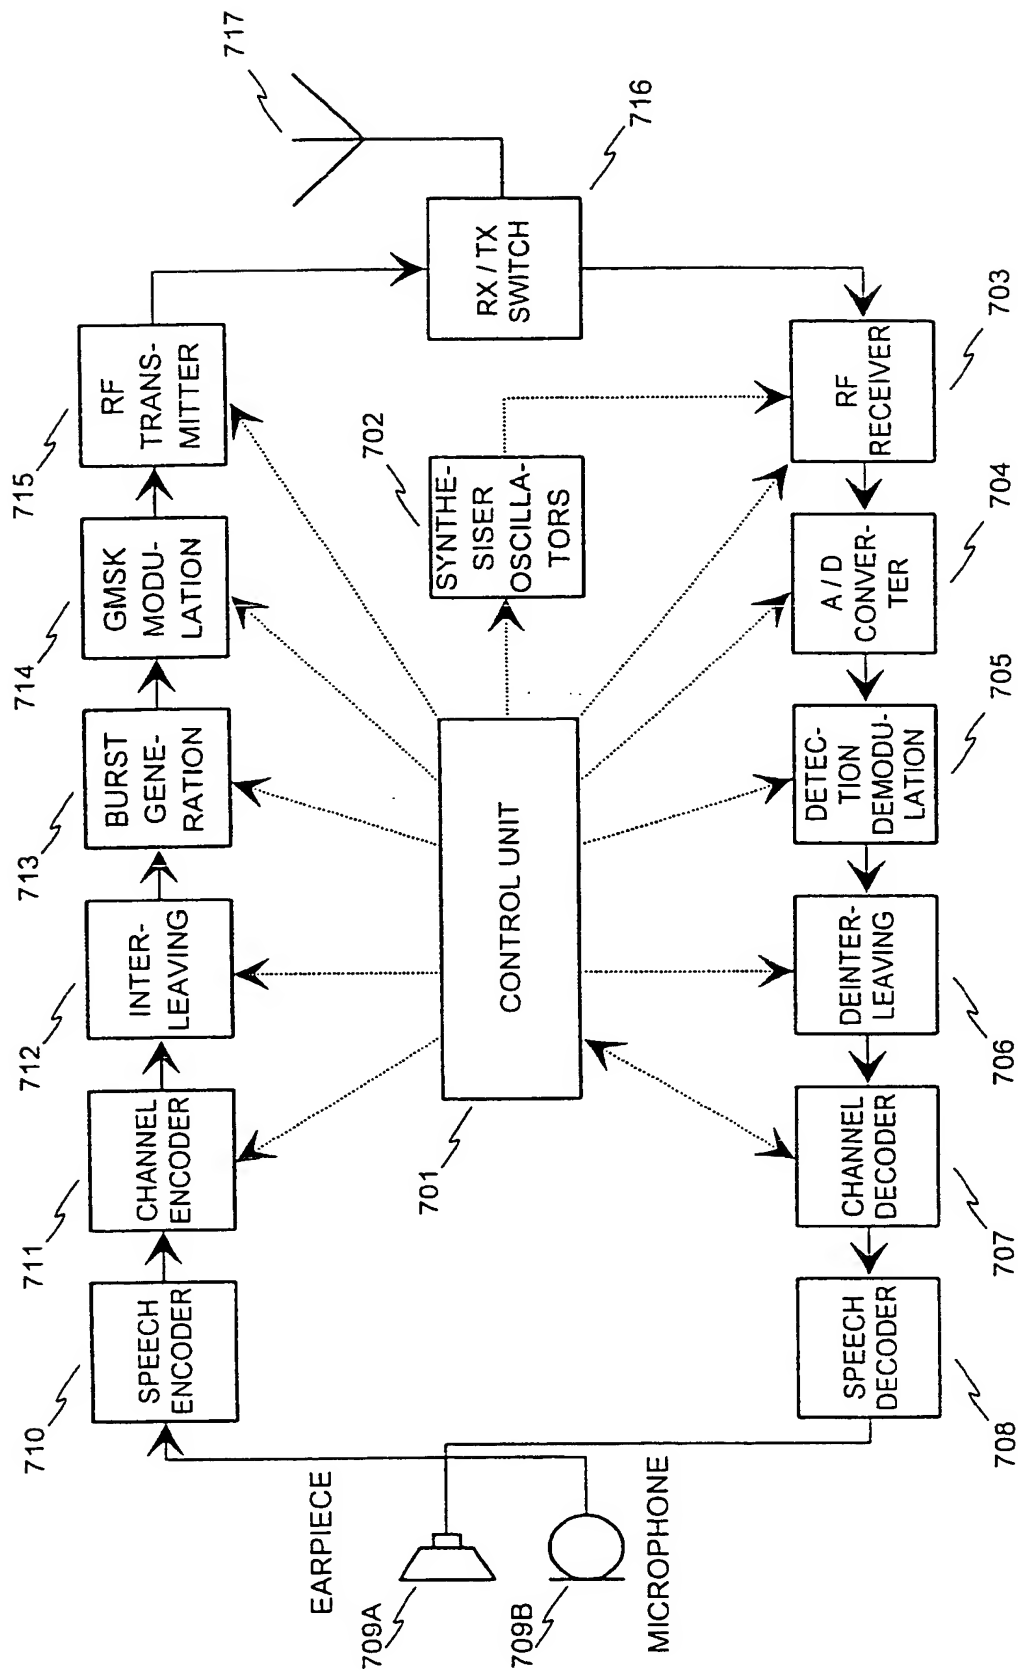 710
711
712
713
714
715
SPEECH
ENCODER
CHANNEL
ENCODER
INTER-
LEAVING
BURST
GENE-
RATION
GMSK
MODU-
LATION
RF
TRANS-
MITTER
717
EARPIECE
709A
701
CONTROL UNIT
702
SYNTHE-
SISER
OSCILLA-
TORS
RX / TX
SWITCH
716
709B
MICROPHONE
SPEECH
DECODER
CHANNEL
DECODER
DEINTER-
LEAVING
DETEC-
TION
DEMODU-
LATION
A / D
CONVER-
TER
RF
RECEIVER
708
707
706
705
704
703